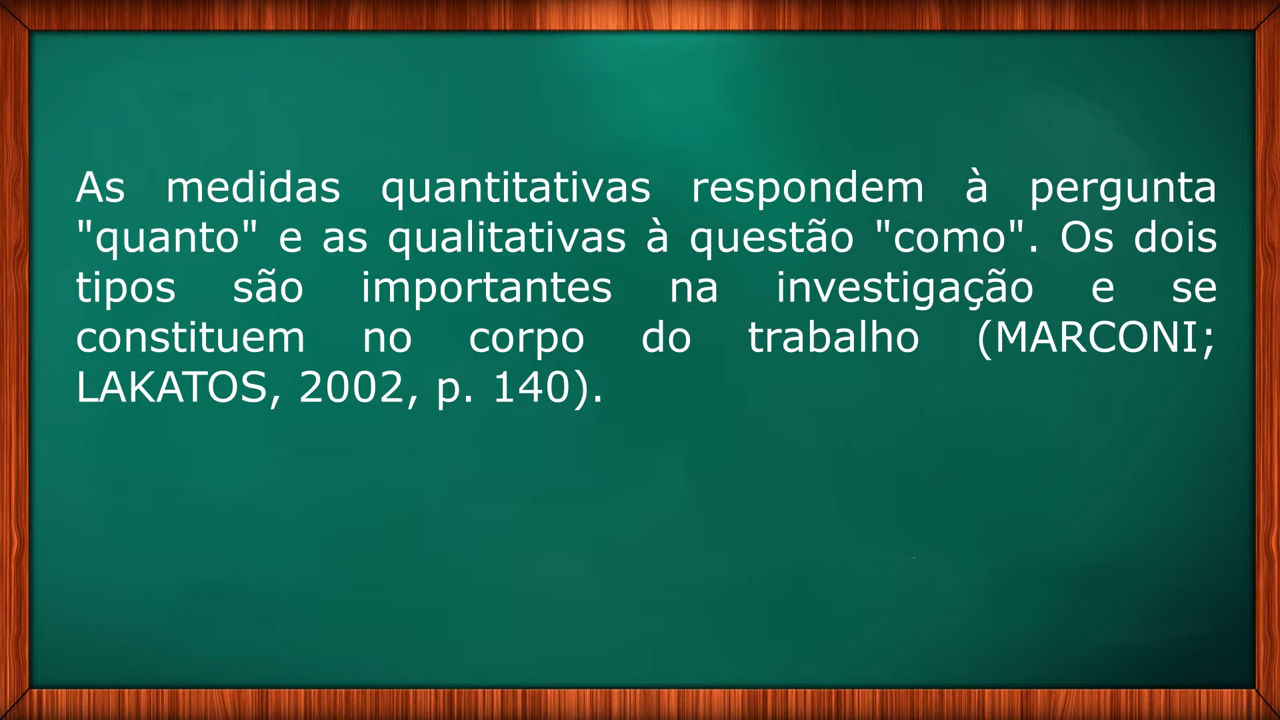 As medidas quantitativas respondem à pergunta
"quanto" e as qualitativas à questão "como". Os dois
tipos são importantes na investigação e se
constituem no corpo do trabalho (MARCONI;
LAKATOS, 2002, p. 140).